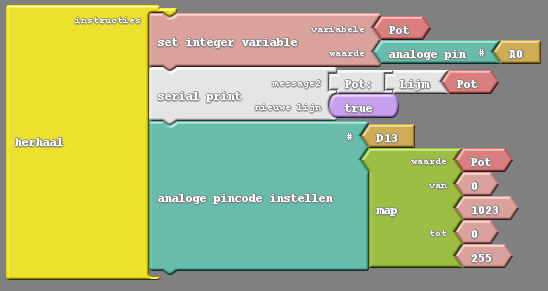 instructies
variabele Pot
set integer variable
waarde analoge pin # A0
message2 Pot: Lijm Pot
serial print
nieuwe lijn true
# D13
herhaal
waarde Pot
van 0
analoge pincode instellen
map
1023
tot 0
255